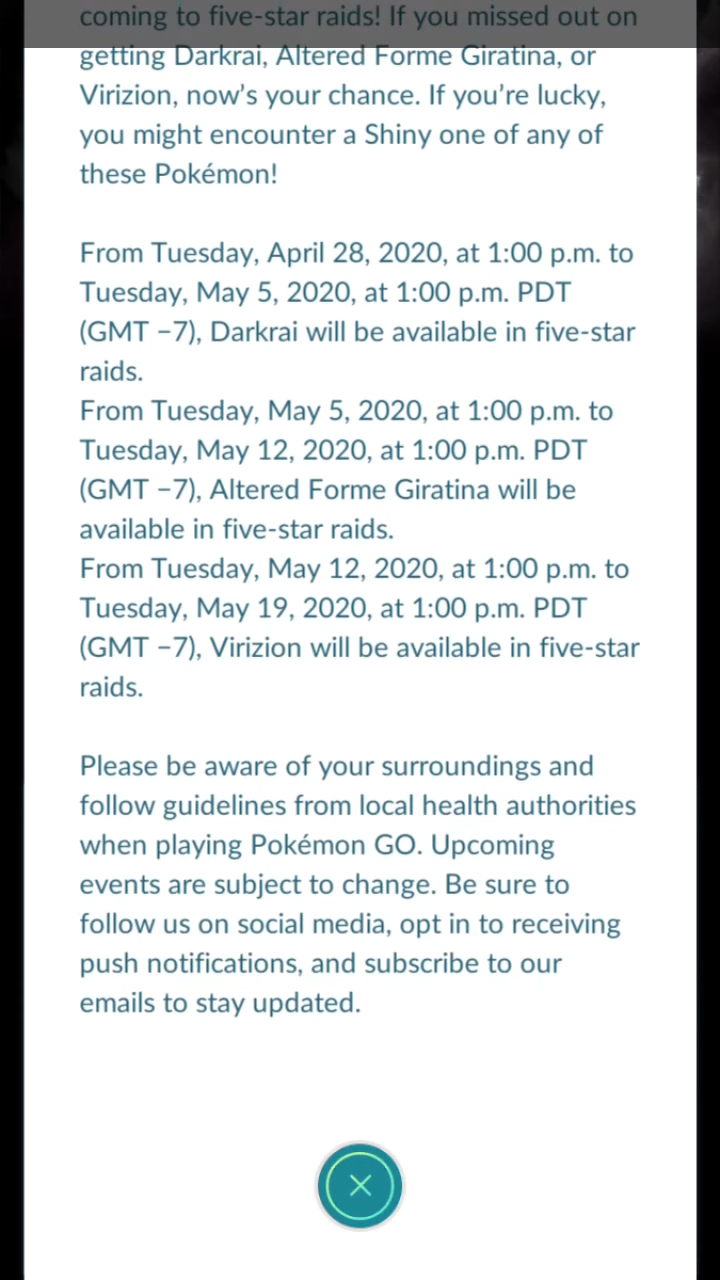 coming to five-star raids! If you missed out on
getting Darkrai, Altered Forme Giratina, or
Virizion, now’s your chance. If you’re lucky,
you might encounter a Shiny one of any of
these Pokémon!
From Tuesday, April 28, 2020, at 1:00 p.m. to
Tuesday, May 5, 2020, at 1:00 p.m. PDT
(GMT −7), Darkrai will be available in five-star
raids.
From Tuesday, May 5, 2020, at 1:00 p.m. to
Tuesday, May 12, 2020, at 1:00 p.m. PDT
(GMT −7), Altered Forme Giratina will be
available in five-star raids.
From Tuesday, May 12, 2020, at 1:00 p.m. to
Tuesday, May 19, 2020, at 1:00 p.m. PDT
(GMT −7), Virizion will be available in five-star
raids.
Please be aware of your surroundings and
follow guidelines from local health authorities
when playing Pokémon GO. Upcoming
events are subject to change. Be sure to
follow us on social media, opt in to receiving
push notifications, and subscribe to our
emails to stay updated.